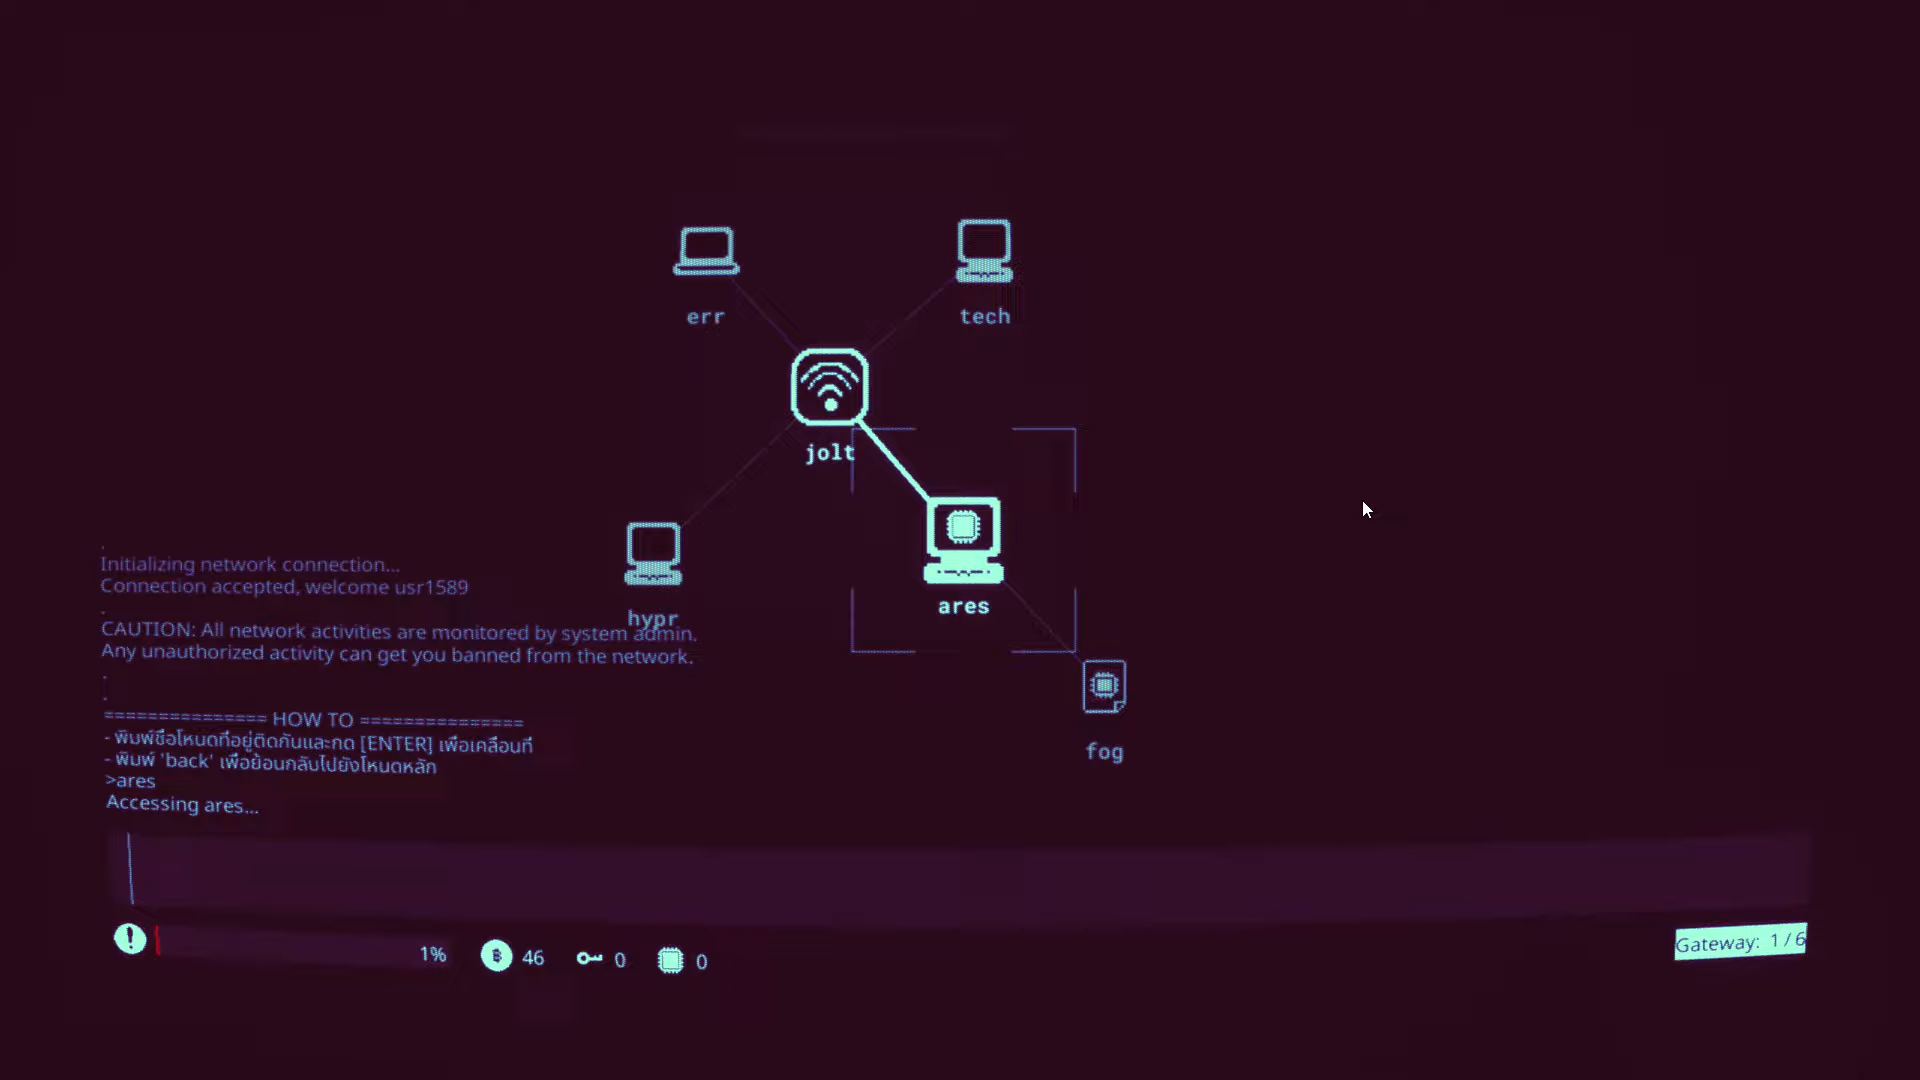 err
tech
jolt
ares
hypr
fog
.
Initializing network connection...
Connection accepted, welcome usr1589
.
CAUTION: All network activities are monitored by system admin.
Any unauthorized activity can get you banned from the network.
.
.
=============== HOW TO ===============
- พิมพ์ชื่อโหนดที่อยู่ติดกันและกด [ENTER] เพื่อเคลื่อนที่
- พิมพ์ 'back' เพื่อย้อนกลับไปยังโหนดหลัก
>ares
Accessing ares...
1%
46
0
0
Gateway: 1/6